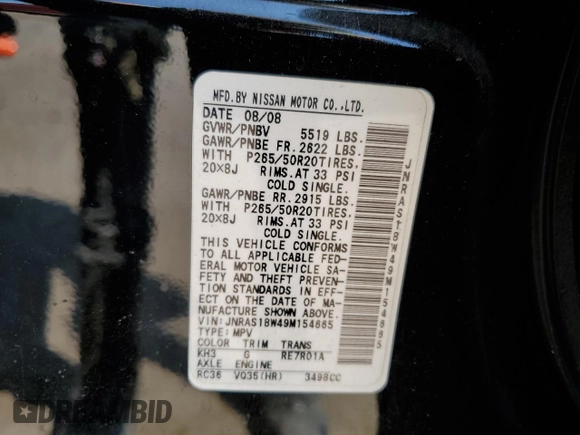 MFD.BY NISSAN MOTOR CO.,LTD.
DATE 08/08
GVWR/PNBV 5519 LBS.
GAWR/PNBE FR. 2622 LBS.
WITH P265/50R20TIRES.
20X8J RIMS.AT 33 PSI
COLD SINGLE.
GAWR/PNBE RR. 2915 LBS.
WITH P265/50R20TIRES.
20X8J RIMS.AT 33 PSI
COLD SINGLE.
THIS VEHICLE CONFORMS
TO ALL APPLICABLE FED-
ERAL MOTOR VEHICLE SA-
FETY AND THEFT PREVEN-
TION STANDARDS IN EFF-
ECT ON THE DATE OF MA-
NUFACTURE SHOWN ABOVE.
VIN:JNRAS18W49M154885
TYPE:MPV
COLOR TRIM TRANS
KH3 G RE7R01A
AXLE ENGINE
RC36 VQ35(HR) 3498CC
JNRAS18W49M154885
DREAMBID